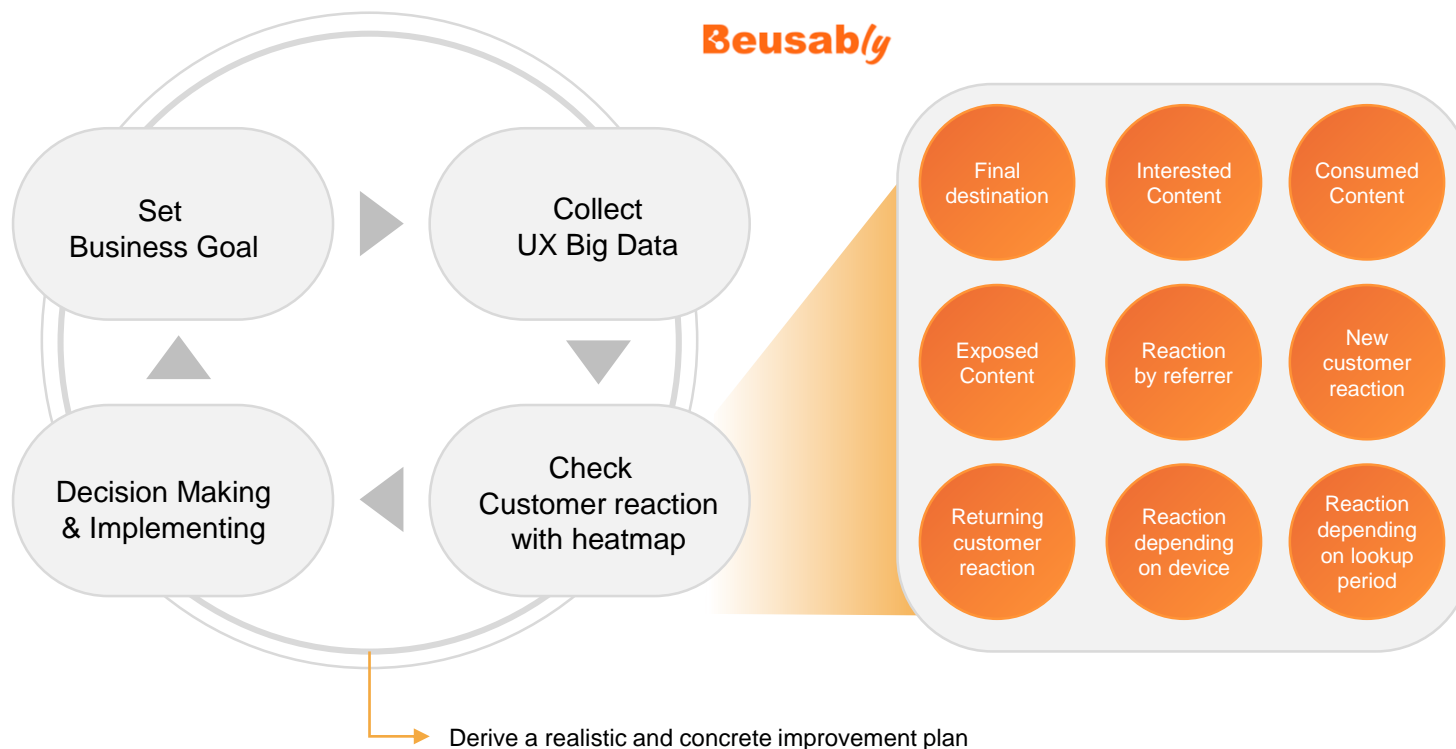 Beusably
Set
Business Goal
Collect
UX Big Data
Check
Customer reaction
with heatmap
Decision Making
& Implementing
Derive a realistic and concrete improvement plan
Final
destination
Interested
Content
Consumed
Content
Exposed
Content
Reaction
by referrer
New
customer
reaction
Returning
customer
reaction
Reaction
depending
on device
Reaction
depending
on lookup
period